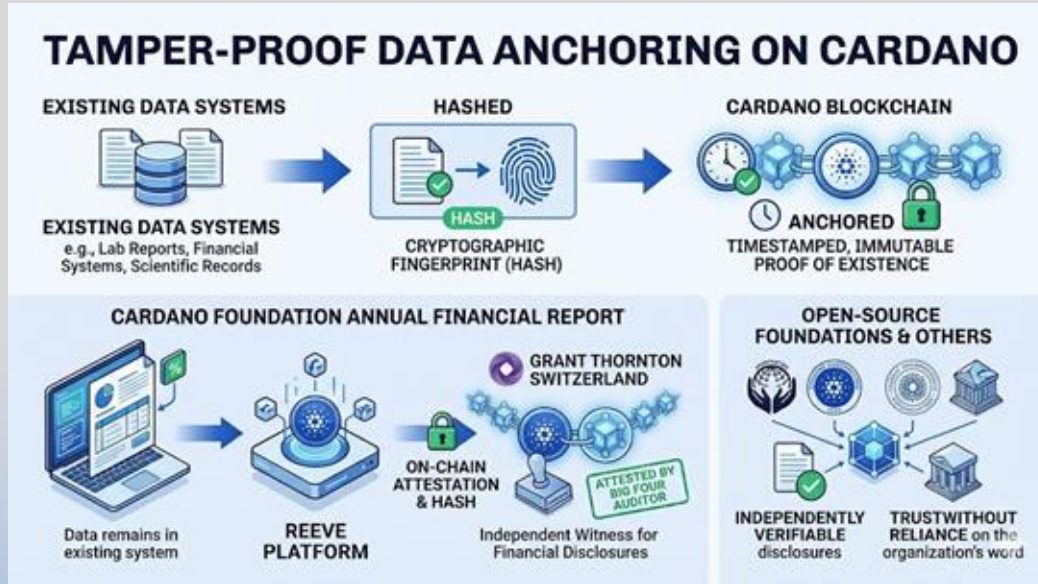 TAMPER-PROOF DATA ANCHORING ON CARDANO
EXISTING DATA SYSTEMS
HASHED
CARDANO BLOCKCHAIN
HASH
EXISTING DATA SYSTEMS
e.g., Lab Reports, Financial
Systems, Scientific Records
CRYPTOGRAPHIC
FINGERPRINT (HASH)
ANCHORED
TIMESTAMPED, IMMUTABLE
PROOF OF EXISTENCE
CARDANO FOUNDATION ANNUAL FINANCIAL REPORT
%
GRANT THORNTON
SWITZERLAND
ON-CHAIN
ATTESTATION
& HASH
ATTESTED BY
BIG FOUR
AUDITOR
Data remains in
existing system
REEVE
PLATFORM
Independent Witness for
Financial Disclosures
OPEN-SOURCE
FOUNDATIONS & OTHERS
INDEPENDENTLY
VERIFIABLE
disclosures
TRUSTWITHOUT
RELIANCE on the
organization's word